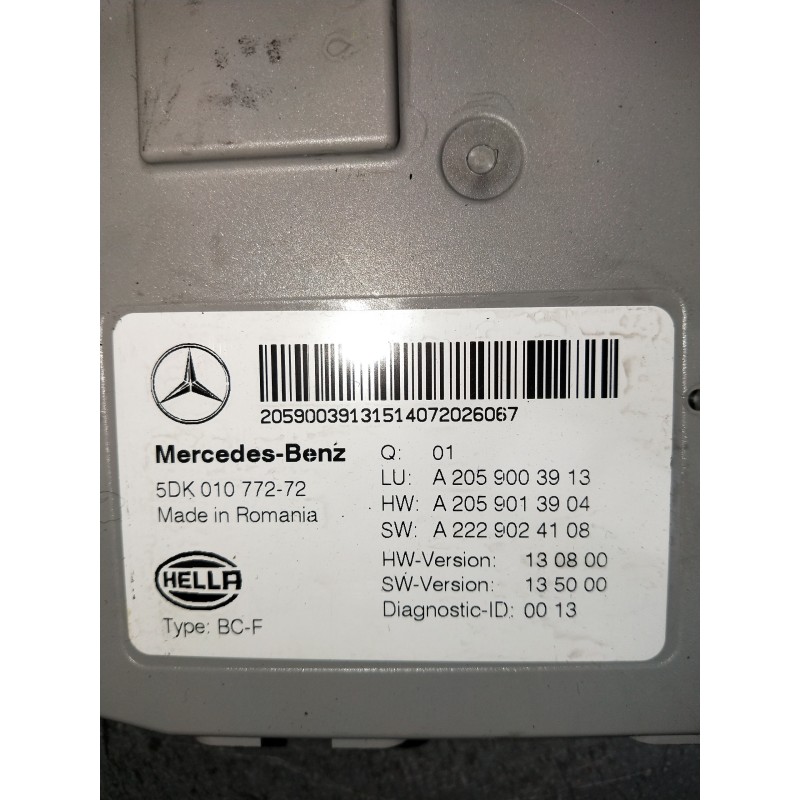 20590039131514072026067
Mercedes-Benz
5DK 010 772-72
Made in Romania
HELLA
Type: BC-F
Q: 01
LU: A 205 900 39 13
HW: A 205 901 39 04
SW: A 222 902 41 08
HW-Version: 13 08 00
SW-Version: 13 50 00
Diagnostic-ID: 00 13